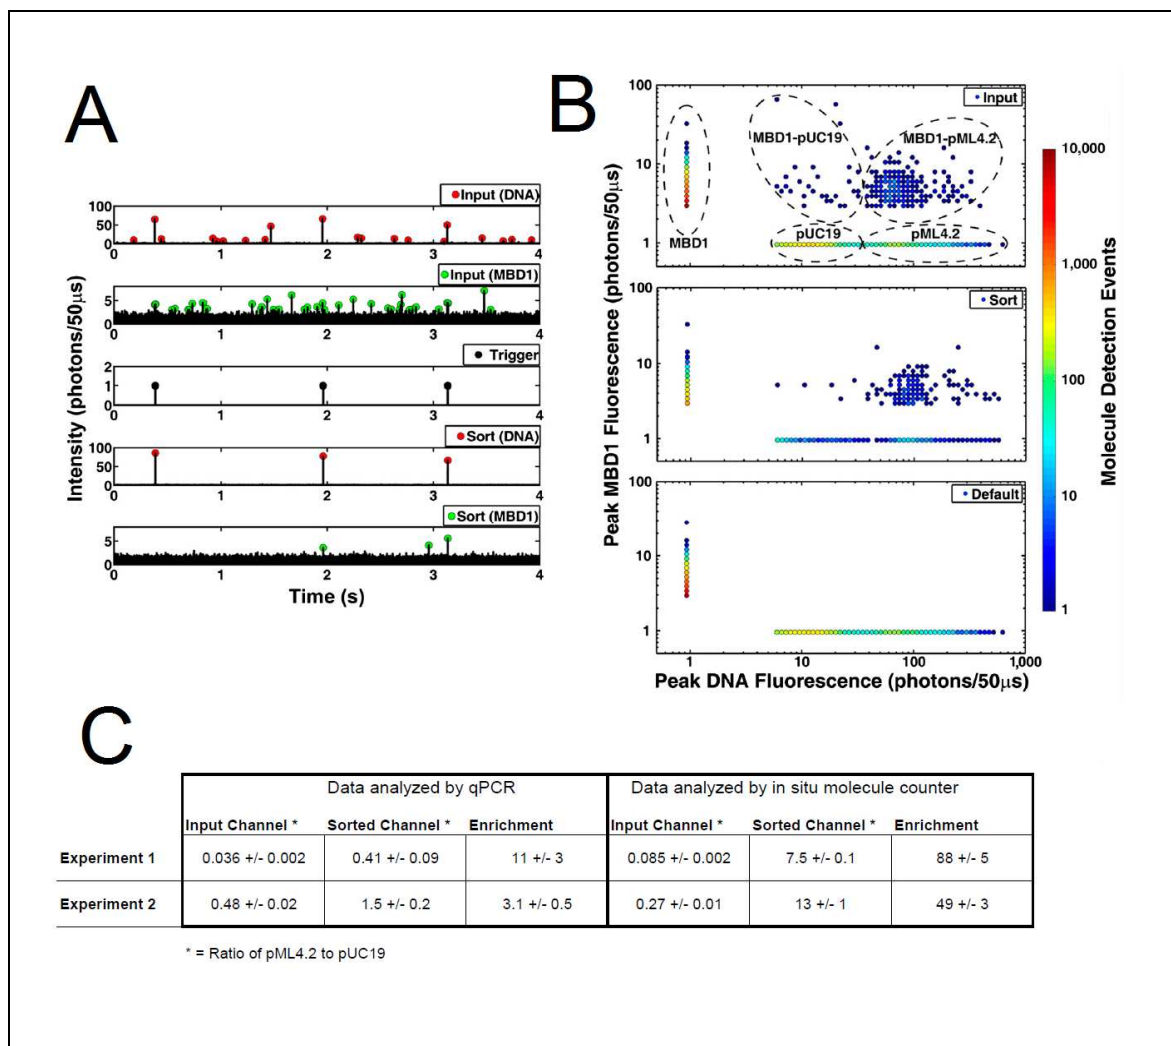 A
Intensity (photons/50µs)
Input (DNA)
100
50
0
0 1 2 3 4
Input (MBD1)
5
0
0 1 2 3 4
Trigger
2
1
0
0 1 2 3 4
Sort (DNA)
100
50
0
0 1 2 3 4
Sort (MBD1)
5
0
0 1 2 3 4
Time (s)
B
Peak MBD1 Fluorescence (photons/50µs)
Input
100
10
1
MBD1-pUC19
MBD1-pML4.2
MBD1
pUC19
pML4.2
Sort
100
10
1
Default
100
10
1
1 10 100 1,000
Peak DNA Fluorescence (photons/50µs)
10,000
1,000
100
10
1
Molecule Detection Events
C
Data analyzed by qPCR Data analyzed by in situ molecule counter
Input Channel * Sorted Channel * Enrichment Input Channel * Sorted Channel * Enrichment
Experiment 1 0.036 +/- 0.002 0.41 +/- 0.09 11 +/- 3 0.085 +/- 0.002 7.5 +/- 0.1 88 +/- 5
Experiment 2 0.48 +/- 0.02 1.5 +/- 0.2 3.1 +/- 0.5 0.27 +/- 0.01 13 +/- 1 49 +/- 3
* = Ratio of pML4.2 to pUC19